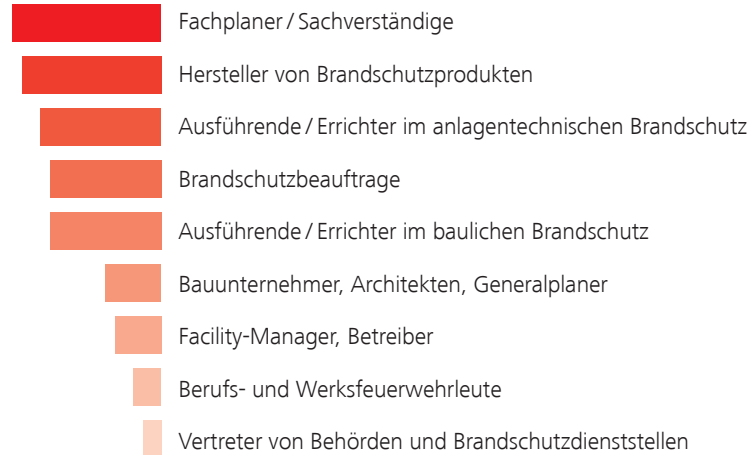 Fachplaner / Sachverständige
Hersteller von Brandschutzprodukten
Ausführende / Errichter im anlagentechnischen Brandschutz
Brandschutzbeauftrage
Ausführende / Errichter im baulichen Brandschutz
Bauunternehmer, Architekten, Generalplaner
Facility-Manager, Betreiber
Berufs- und Werksfeuerwehrleute
Vertreter von Behörden und Brandschutzdienststellen